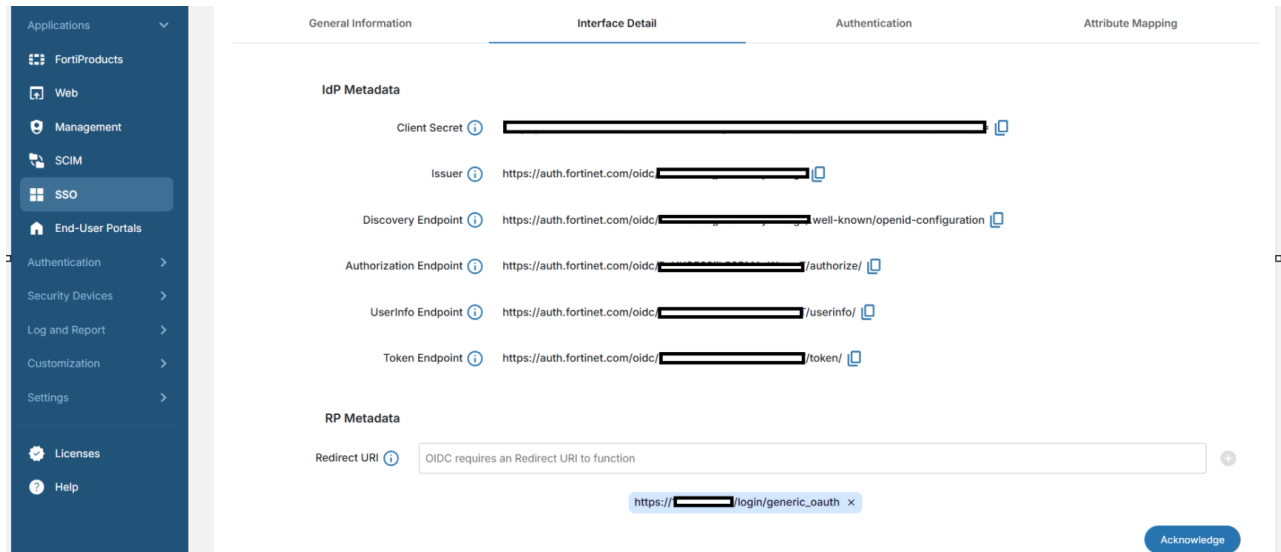 Applications
FortiProducts
Web
Management
SCIM
SSO
End-User Portals
Authentication
Security Devices
Log and Report
Customization
Settings
Licenses
Help
General Information Interface Detail Authentication Attribute Mapping
IdP Metadata
Client Secret
Issuer https://auth.fortinet.com/oidc/
Discovery Endpoint https://auth.fortinet.com/oidc/ .well-known/openid-configuration
Authorization Endpoint https://auth.fortinet.com/oidc/ /authorize/
UserInfo Endpoint https://auth.fortinet.com/oidc/ /userinfo/
Token Endpoint https://auth.fortinet.com/oidc/ /token/
RP Metadata
Redirect URI OIDC requires an Redirect URI to function
https:// /login/generic_oauth ×
Acknowledge